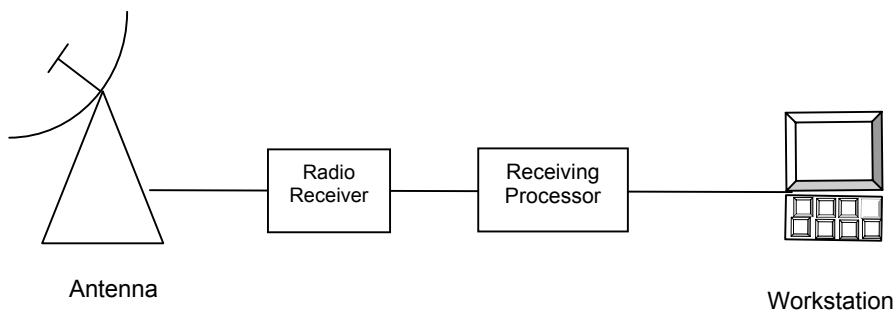 Radio
Receiver
Receiving
Processor
Antenna
Workstation